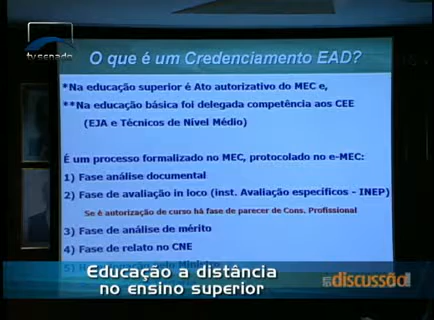 tvsenado
O que é um Credenciamento EAD?
*Na educação superior é Ato autorizativo do MEC e,
**Na educação básica foi delegada competência aos CEE
(EJA e Técnicos de Nível Médio)
É um processo formalizado no MEC, protocolado no e-MEC:
1) Fase análise documental
2) Fase de avaliação in loco (inst. Avaliação específicos - INEP)
Se é autorização de curso há fase de parecer de Cons. Profissional
3) Fase de análise de mérito
4) Fase de relato no CNE
Educação a distância
no ensino superior
em discussão!